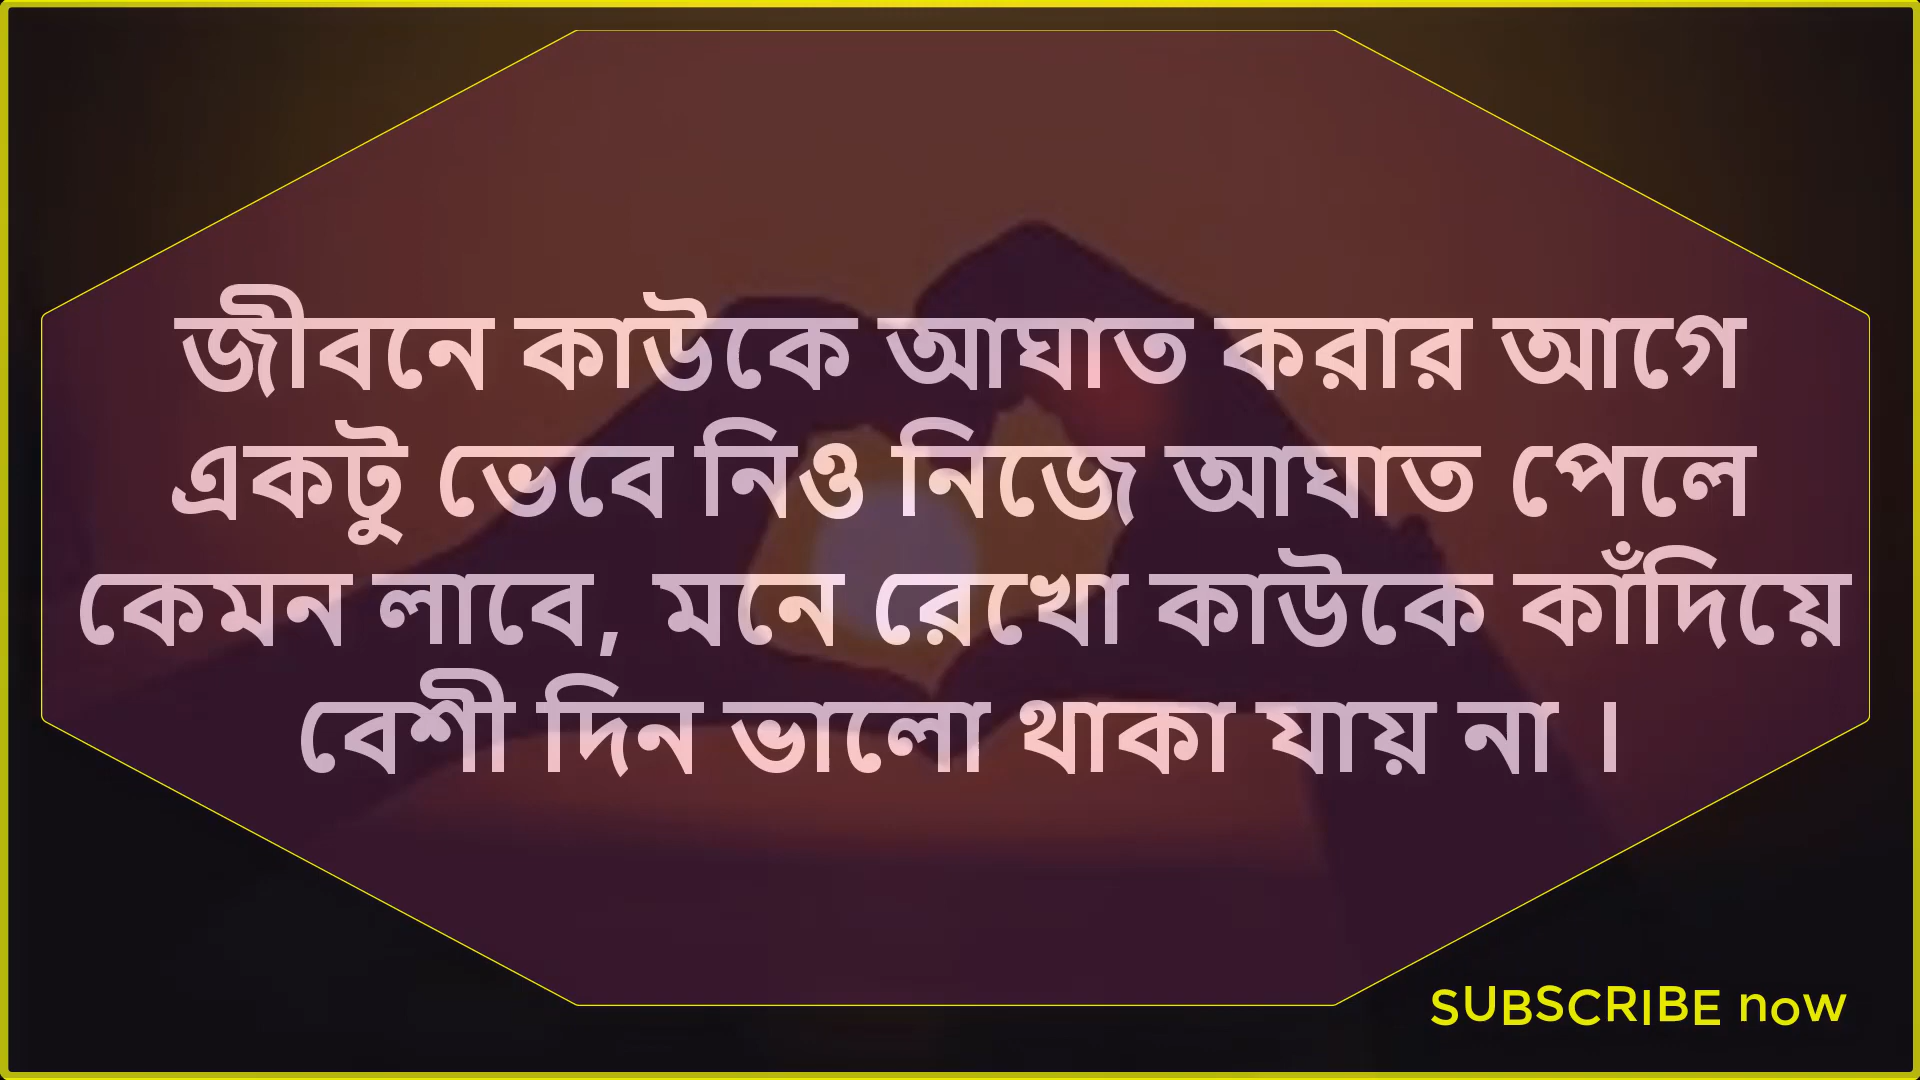 জীবনে কাউকে আঘাত করার আগে
একটু ভেবে নিও নিজে আঘাত পেলে
কেমন লাবে, মনে রেখো কাউকে কাঁদিয়ে
বেশী দিন ভালো থাকা যায় না ।
SUBSCRIBE now